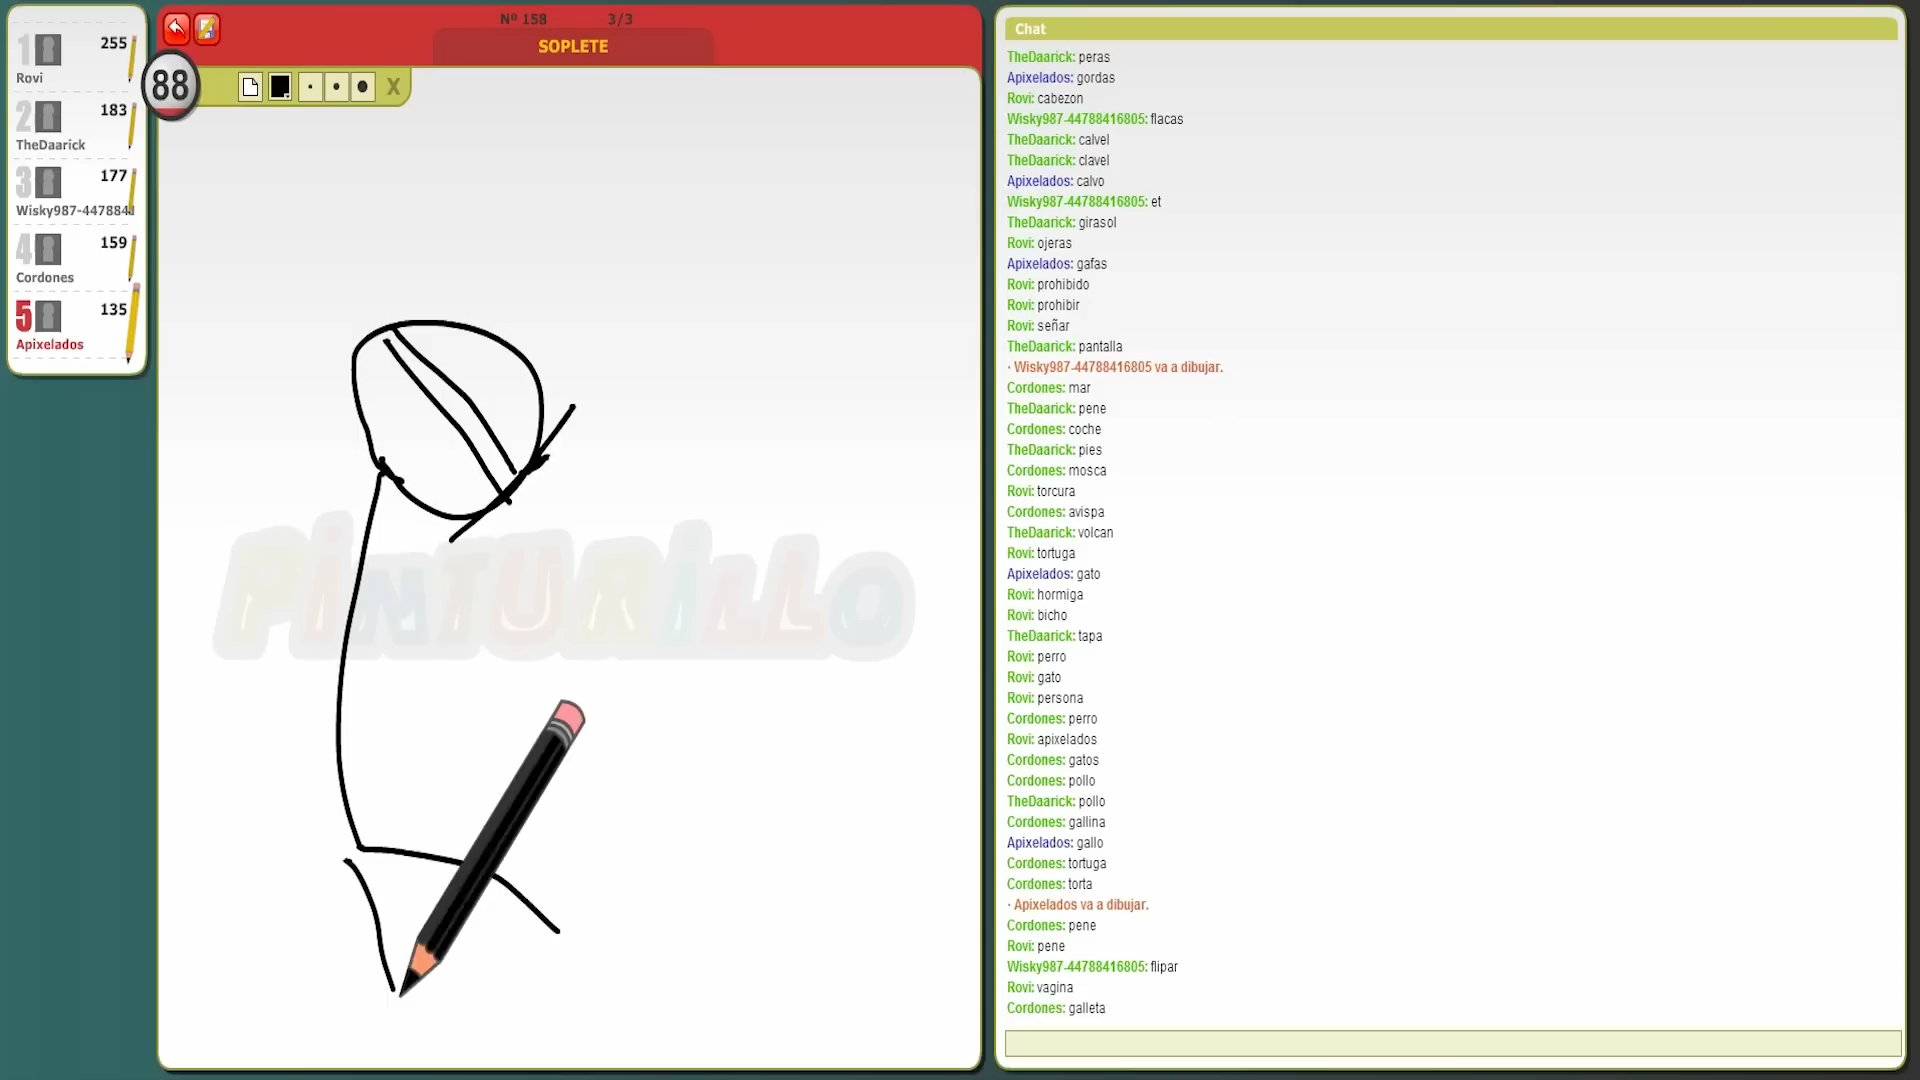 1
255
Rovi
2
183
TheDaarick
3
177
Wisky987-447884
4
159
Cordones
5
135
Apixelados
Nº 158
3/3
SOPLETE
88
X
PINTURILLO
Chat
TheDaarick: peras
Apixelados: gordas
Rovi: cabezon
Wisky987-44788416805: flacas
TheDaarick: calvel
TheDaarick: clavel
Apixelados: calvo
Wisky987-44788416805: et
TheDaarick: girasol
Rovi: ojeras
Apixelados: gafas
Rovi: prohibido
Rovi: prohibir
Rovi: señar
TheDaarick: pantalla
· Wisky987-44788416805 va a dibujar.
Cordones: mar
TheDaarick: pene
Cordones: coche
TheDaarick: pies
Cordones: mosca
Rovi: torcura
Cordones: avispa
TheDaarick: volcan
Rovi: tortuga
Apixelados: gato
Rovi: hormiga
Rovi: bicho
TheDaarick: tapa
Rovi: perro
Rovi: gato
Rovi: persona
Cordones: perro
Rovi: apixelados
Cordones: gatos
Cordones: pollo
TheDaarick: pollo
Cordones: gallina
Apixelados: gallo
Cordones: tortuga
Cordones: torta
· Apixelados va a dibujar.
Cordones: pene
Rovi: pene
Wisky987-44788416805: flipar
Rovi: vagina
Cordones: galleta